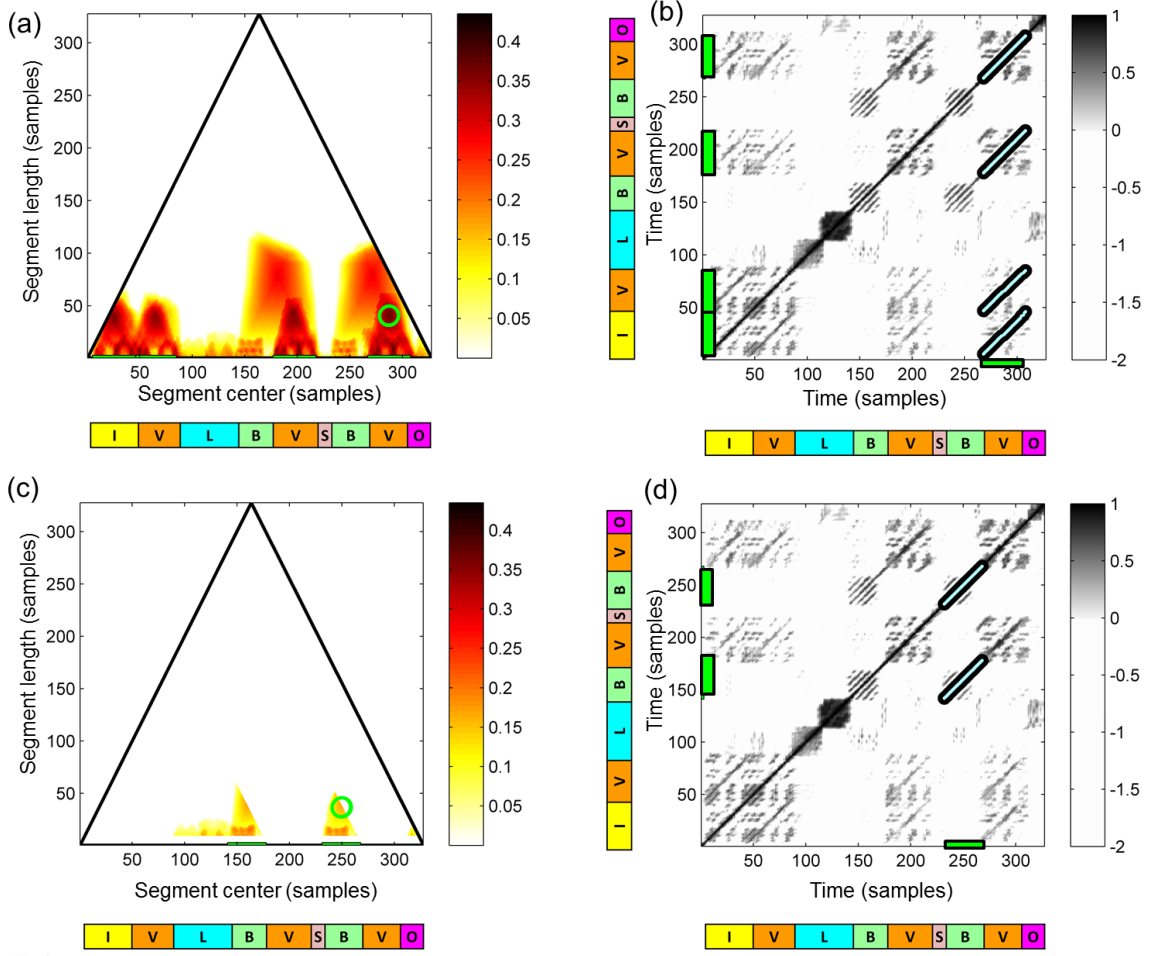 (a)
Segment length (samples)
300
250
200
150
100
50
50 100 150 200 250 300
Segment center (samples)
0.4
0.35
0.3
0.25
0.2
0.15
0.1
0.05
I V L B V S B V O
(b)
O
V
B
S
V
B
L
V
I
Time (samples)
300
250
200
150
100
50
50 100 150 200 250 300
Time (samples)
1
0.5
0
-0.5
-1
-1.5
-2
I V L B V S B V O
(c)
Segment length (samples)
300
250
200
150
100
50
50 100 150 200 250 300
Segment center (samples)
0.4
0.35
0.3
0.25
0.2
0.15
0.1
0.05
I V L B V S B V O
(d)
O
V
B
S
V
B
L
V
I
Time (samples)
300
250
200
150
100
50
50 100 150 200 250 300
Time (samples)
1
0.5
0
-0.5
-1
-1.5
-2
I V L B V S B V O